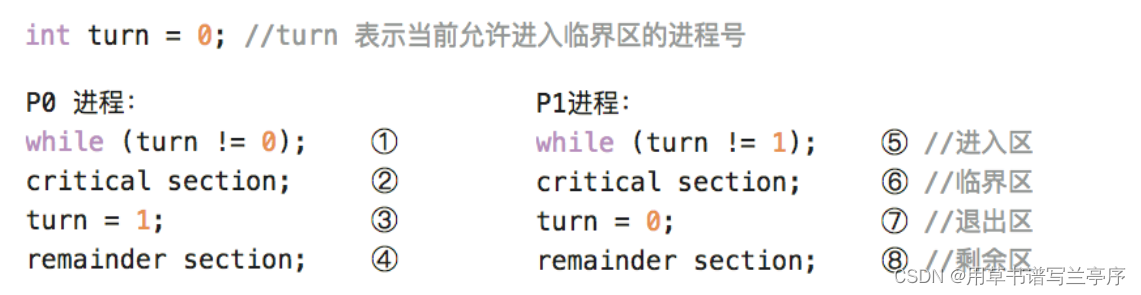 int turn = 0; //turn 表示当前允许进入临界区的进程号
P0 进程： P1进程：
while (turn != 0); ① while (turn != 1); ⑤ //进入区
critical section; ② critical section; ⑥ //临界区
turn = 1; ③ turn = 0; ⑦ //退出区
remainder section; ④ remainder section; ⑧ //剩余区
CSDN @用草书谱写兰亭序